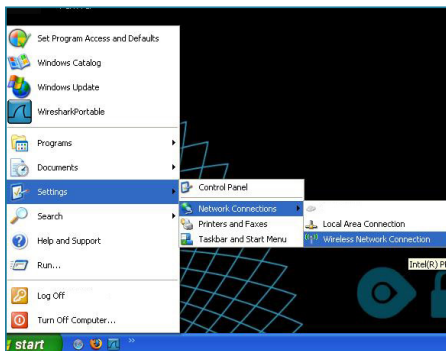 Set Program Access and Defaults
Windows Catalog
Windows Update
WiresharkPortable
Programs
Documents
Settings
Control Panel
Search
Network Connections
Printers and Faxes
Local Area Connection
Help and Support
Taskbar and Start Menu
Wireless Network Connection
Run...
Intel(R) P
Log Off
Turn Off Computer...
start
»